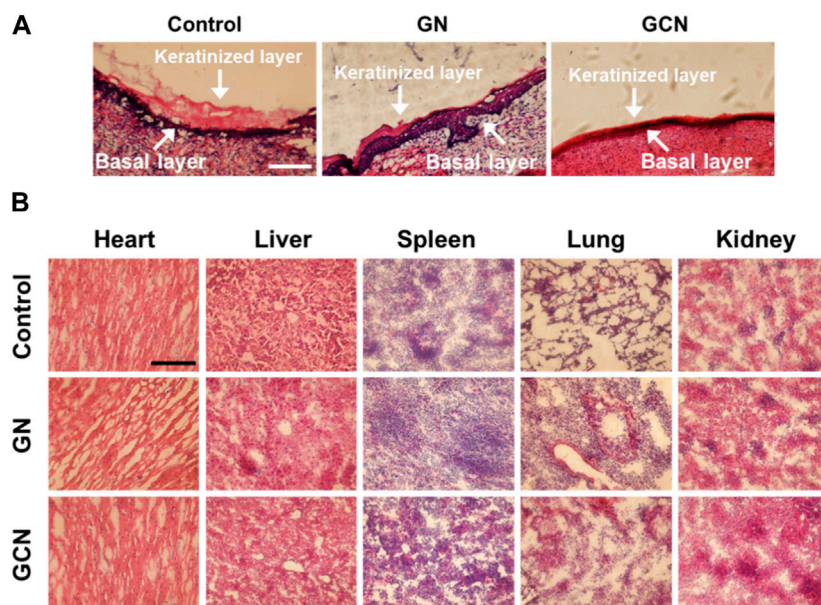 A
Control
GN
GCN
Keratinized layer
Basal layer
Keratinized layer
Basal layer
Keratinized layer
Basal layer
B
Heart
Liver
Spleen
Lung
Kidney
Control
GN
GCN